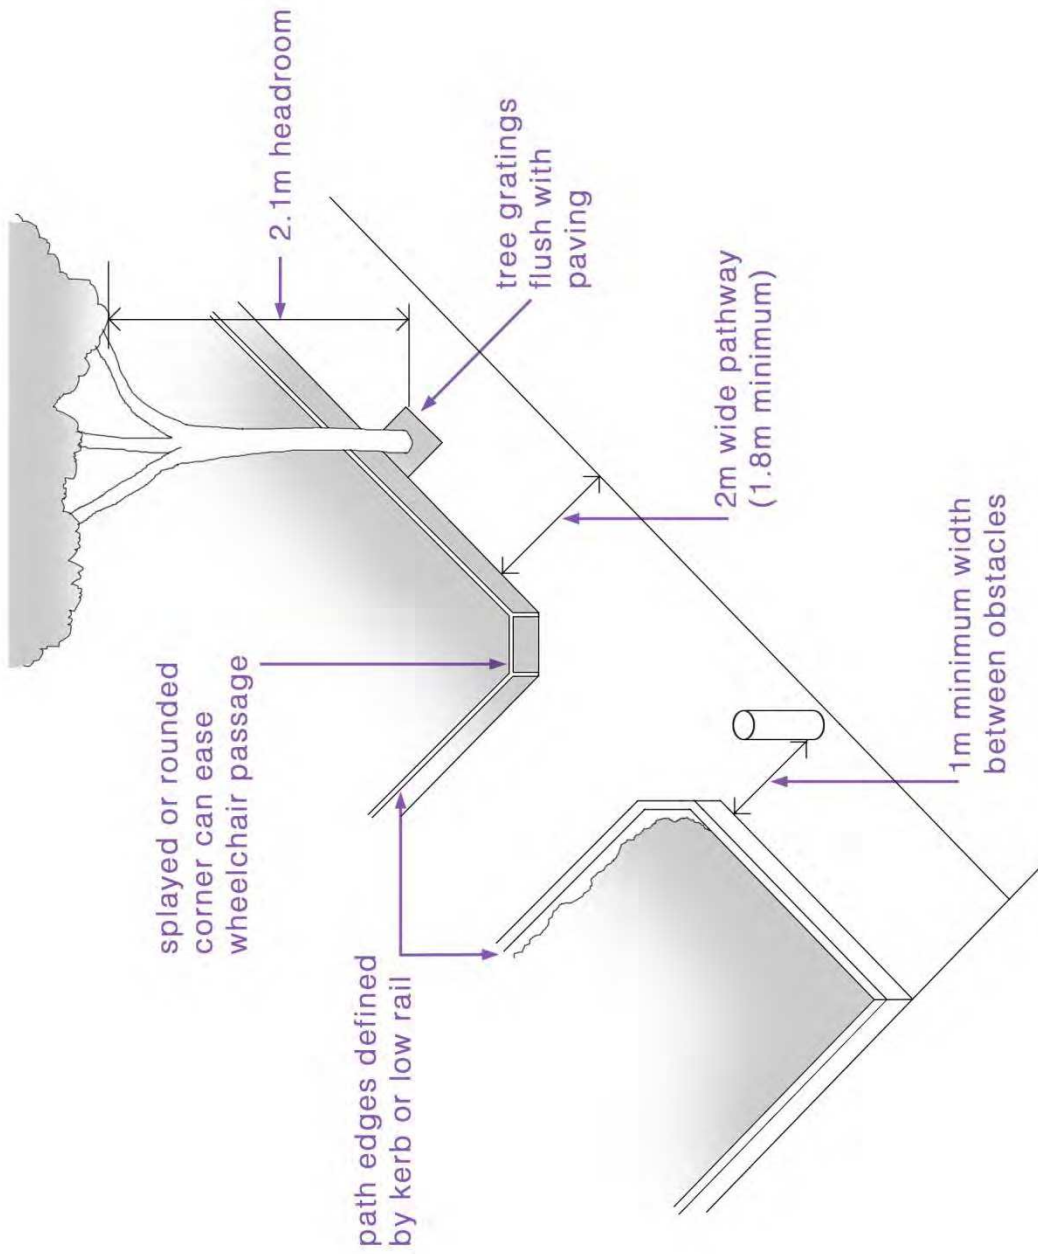 splayed or rounded
corner can ease
wheelchair passage
2.1m headroom
path edges defined
by kerb or low rail
tree gratings
flush with
paving
2m wide pathway
(1.8m minimum)
1m minimum width
between obstacles